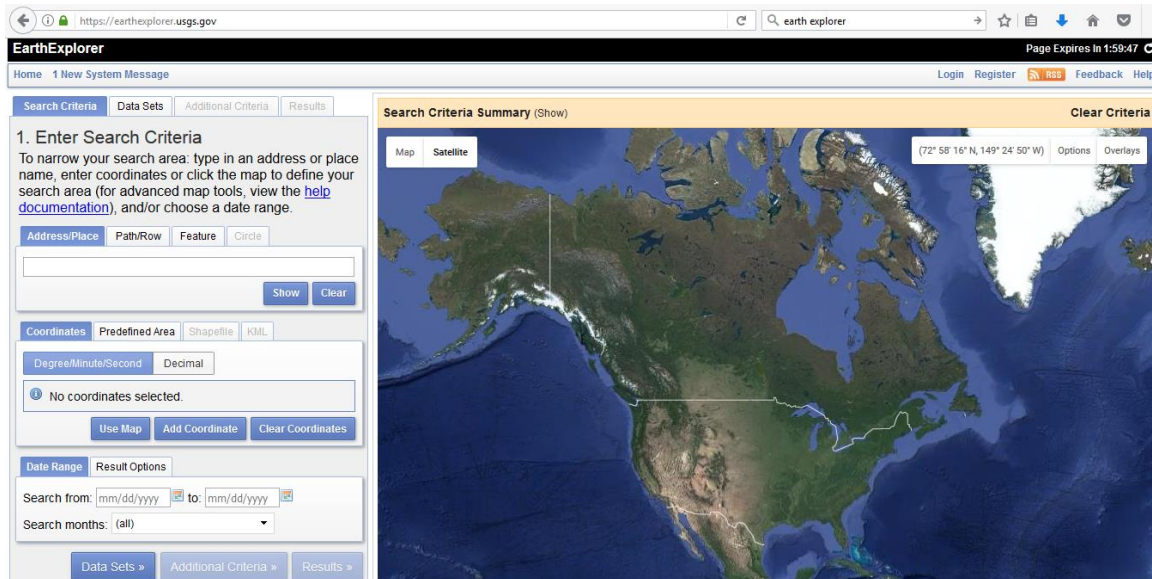 https://earthexplorer.usgs.gov
earth explorer
EarthExplorer
Page Expires In 1:59:47
Home 1 New System Message
Login Register RSS Feedback Help
Search Criteria Data Sets Additional Criteria Results
Search Criteria Summary (Show)
Clear Criteria
1. Enter Search Criteria
To narrow your search area: type in an address or place
name, enter coordinates or click the map to define your
search area (for advanced map tools, view the help
documentation), and/or choose a date range.
Address/Place Path/Row Feature Circle
Show Clear
Coordinates Predefined Area Shapefile KML
Degree/Minute/Second Decimal
No coordinates selected.
Use Map Add Coordinate Clear Coordinates
Date Range Result Options
Search from: mm/dd/yyyy to: mm/dd/yyyy
Search months: (all)
Data Sets » Additional Criteria » Results »
Map Satellite
(72° 58' 16" N, 149° 24' 50" W) Options Overlays